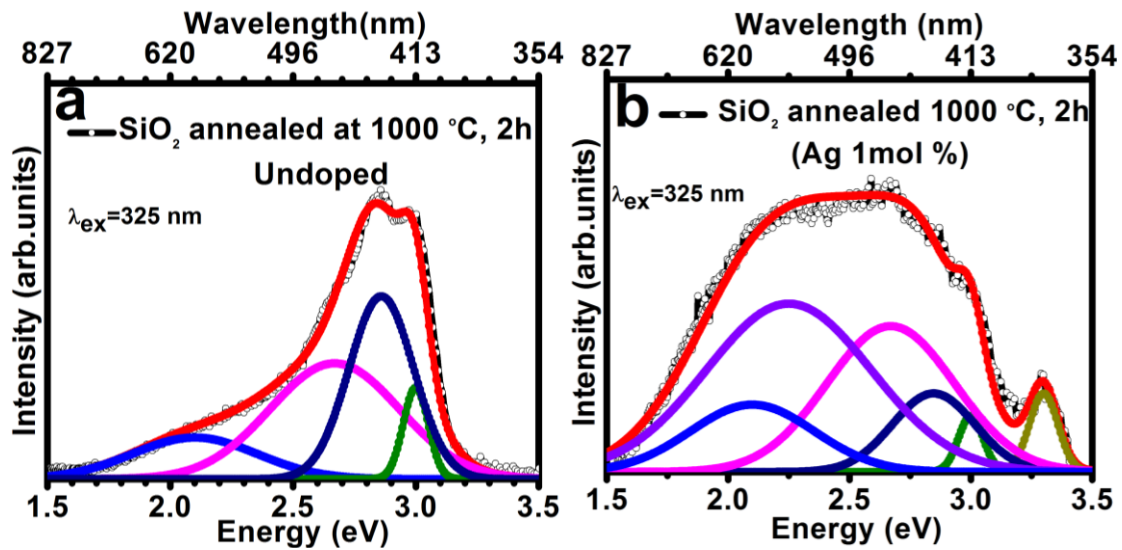 Wavelength(nm)
827 620 496 413 354
a
SiO₂ annealed at 1000 °C, 2h
Undoped
λex=325 nm
Intensity (arb.units)
1.5 2.0 2.5 3.0 3.5
Energy (eV)
Wavelength (nm)
827 620 496 413 354
b
SiO₂ annealed 1000 °C, 2h
(Ag 1mol %)
λex=325 nm
Intensity (arb.units)
1.5 2.0 2.5 3.0 3.5
Energy (eV)